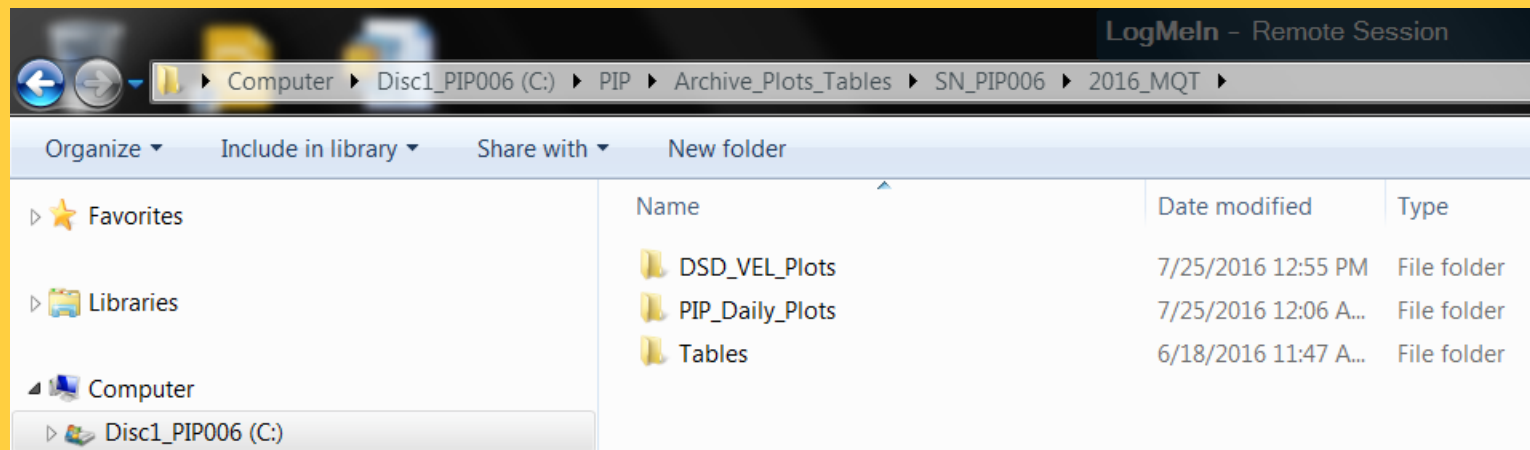 LogMeIn - Remote Session
Computer Disc1_PIP006 (C:) PIP Archive_Plots_Tables SN_PIP006 2016_MQT
Organize Include in library Share with New folder
Name Date modified Type
Favorites
DSD_VEL_Plots 7/25/2016 12:55 PM File folder
Libraries
PIP_Daily_Plots 7/25/2016 12:06 A... File folder
Tables 6/18/2016 11:47 A... File folder
Computer
Disc1_PIP006 (C:)